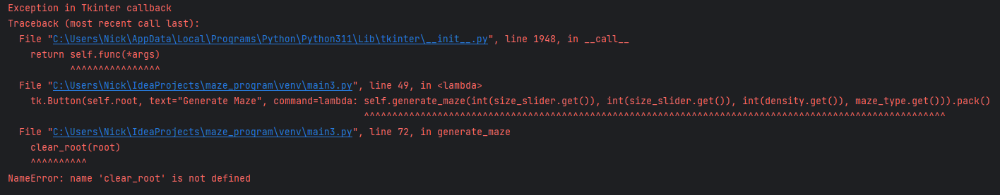 Exception in Tkinter callback
Traceback (most recent call last):
  File "C:\Users\Nick\AppData\Local\Programs\Python\Python311\Lib\tkinter\__init__.py", line 1948, in __call__
    return self.func(*args)
           ^^^^^^^^^^^^^^^^
  File "C:\Users\Nick\IdeaProjects\maze_program\venv\main3.py", line 49, in <lambda>
    tk.Button(self.root, text="Generate Maze", command=lambda: self.generate_maze(int(size_slider.get()), int(size_slider.get()), int(density.get()), maze_type.get())).pack()
                                                               ^^^^^^^^^^^^^^^^^^^^^^^^^^^^^^^^^^^^^^^^^^^^^^^^^^^^^^^^^^^^^^^^^^^^^^^^^^^^^^^^^^^^^^^^^^^^^^^^^^^^^^^
  File "C:\Users\Nick\IdeaProjects\maze_program\venv\main3.py", line 72, in generate_maze
    clear_root(root)
    ^^^^^^^^^^
NameError: name 'clear_root' is not defined